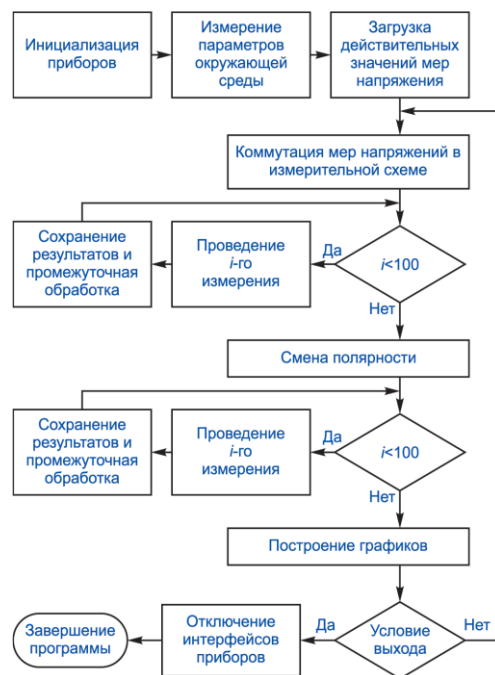 Инициализация
приборов
Измерение
параметров
окружающей
среды
Загрузка
действительных
значений мер
напряжения
Коммутация мер напряжений в
измерительной схеме
Сохранение
результатов и
промежуточная
обработка
Проведение
i-го
измерения
Да
i<100
Нет
Смена полярности
Сохранение
результатов и
промежуточная
обработка
Проведение
i-го
измерения
Да
i<100
Нет
Построение графиков
Завершение
программы
Отключение
интерфейсов
приборов
Да
Условие
выхода
Нет